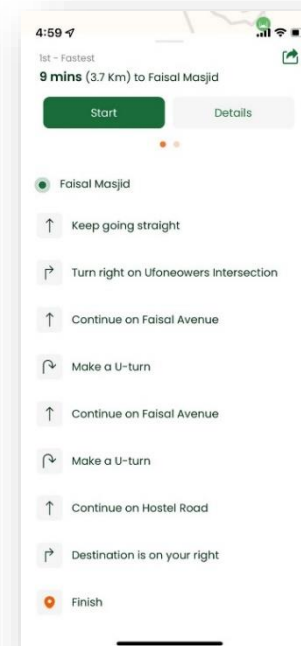 4:59
1st - Fastest
9 mins (3.7 Km) to Faisal Masjid
Start
Details
Faisal Masjid
Keep going straight
Turn right on Ufoneowers Intersection
Continue on Faisal Avenue
Make a U-turn
Continue on Faisal Avenue
Make a U-turn
Continue on Hostel Road
Destination is on your right
Finish